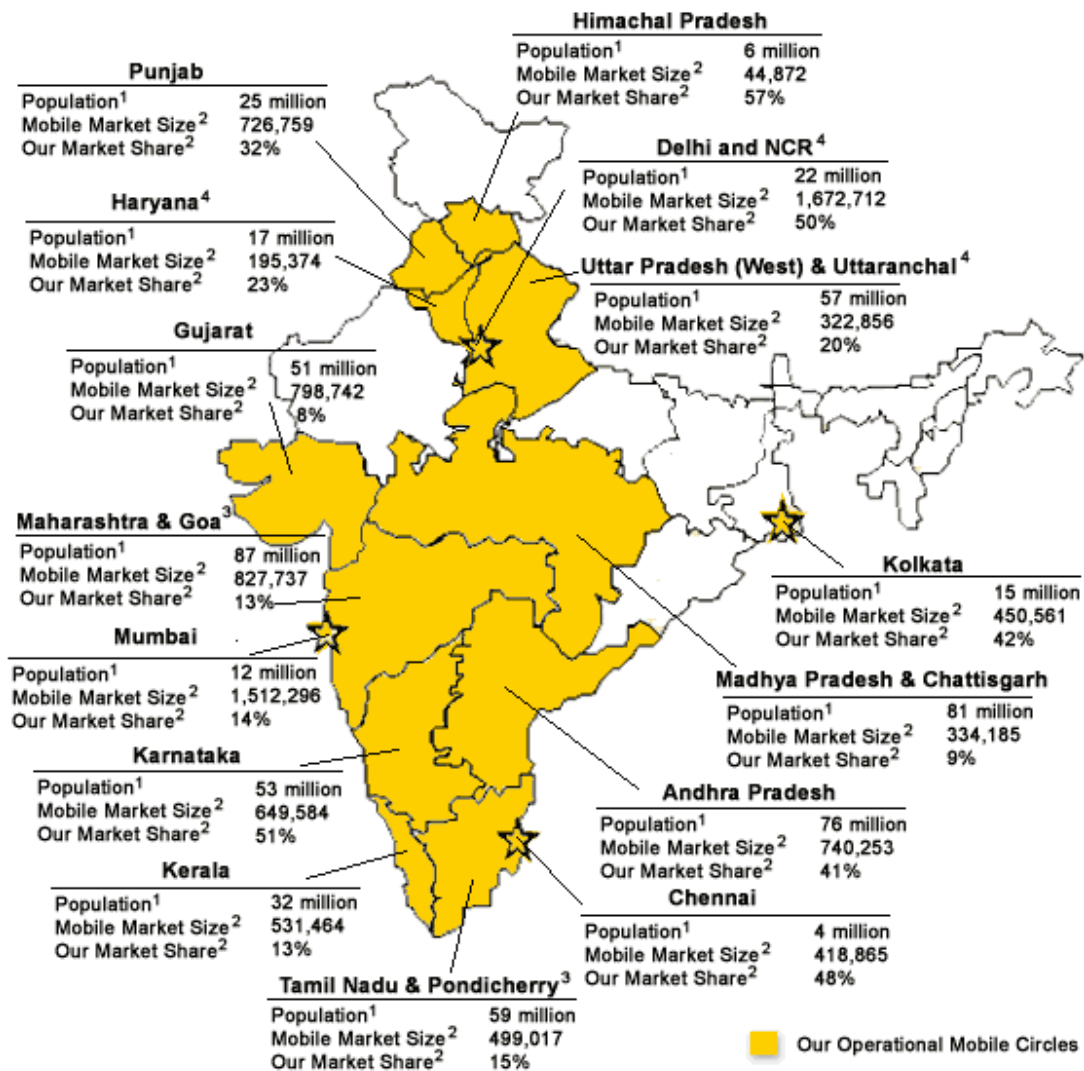 Himachal Pradesh
Population¹ 6 million
Mobile Market Size² 44,872
Our Market Share² 57%
Punjab
Population¹ 25 million
Mobile Market Size² 726,759
Our Market Share² 32%
Delhi and NCR⁴
Population¹ 22 million
Mobile Market Size² 1,672,712
Our Market Share² 50%
Haryana⁴
Population¹ 17 million
Mobile Market Size² 195,374
Our Market Share² 23%
Uttar Pradesh (West) & Uttaranchal⁴
Population¹ 57 million
Mobile Market Size² 322,856
Our Market Share² 20%
Gujarat
Population¹ 51 million
Mobile Market Size² 798,742
Our Market Share² 8%
Maharashtra & Goa³
Population¹ 87 million
Mobile Market Size² 827,737
Our Market Share² 13%
Kolkata
Population¹ 15 million
Mobile Market Size² 450,561
Our Market Share² 42%
Mumbai
Population¹ 12 million
Mobile Market Size² 1,512,296
Our Market Share² 14%
Madhya Pradesh & Chattisgarh
Population¹ 81 million
Mobile Market Size² 334,185
Our Market Share² 9%
Karnataka
Population¹ 53 million
Mobile Market Size² 649,584
Our Market Share² 51%
Andhra Pradesh
Population¹ 76 million
Mobile Market Size² 740,253
Our Market Share² 41%
Kerala
Population¹ 32 million
Mobile Market Size² 531,464
Our Market Share² 13%
Chennai
Population¹ 4 million
Mobile Market Size² 418,865
Our Market Share² 48%
Tamil Nadu & Pondicherry³
Population¹ 59 million
Mobile Market Size² 499,017
Our Market Share² 15%
Our Operational Mobile Circles